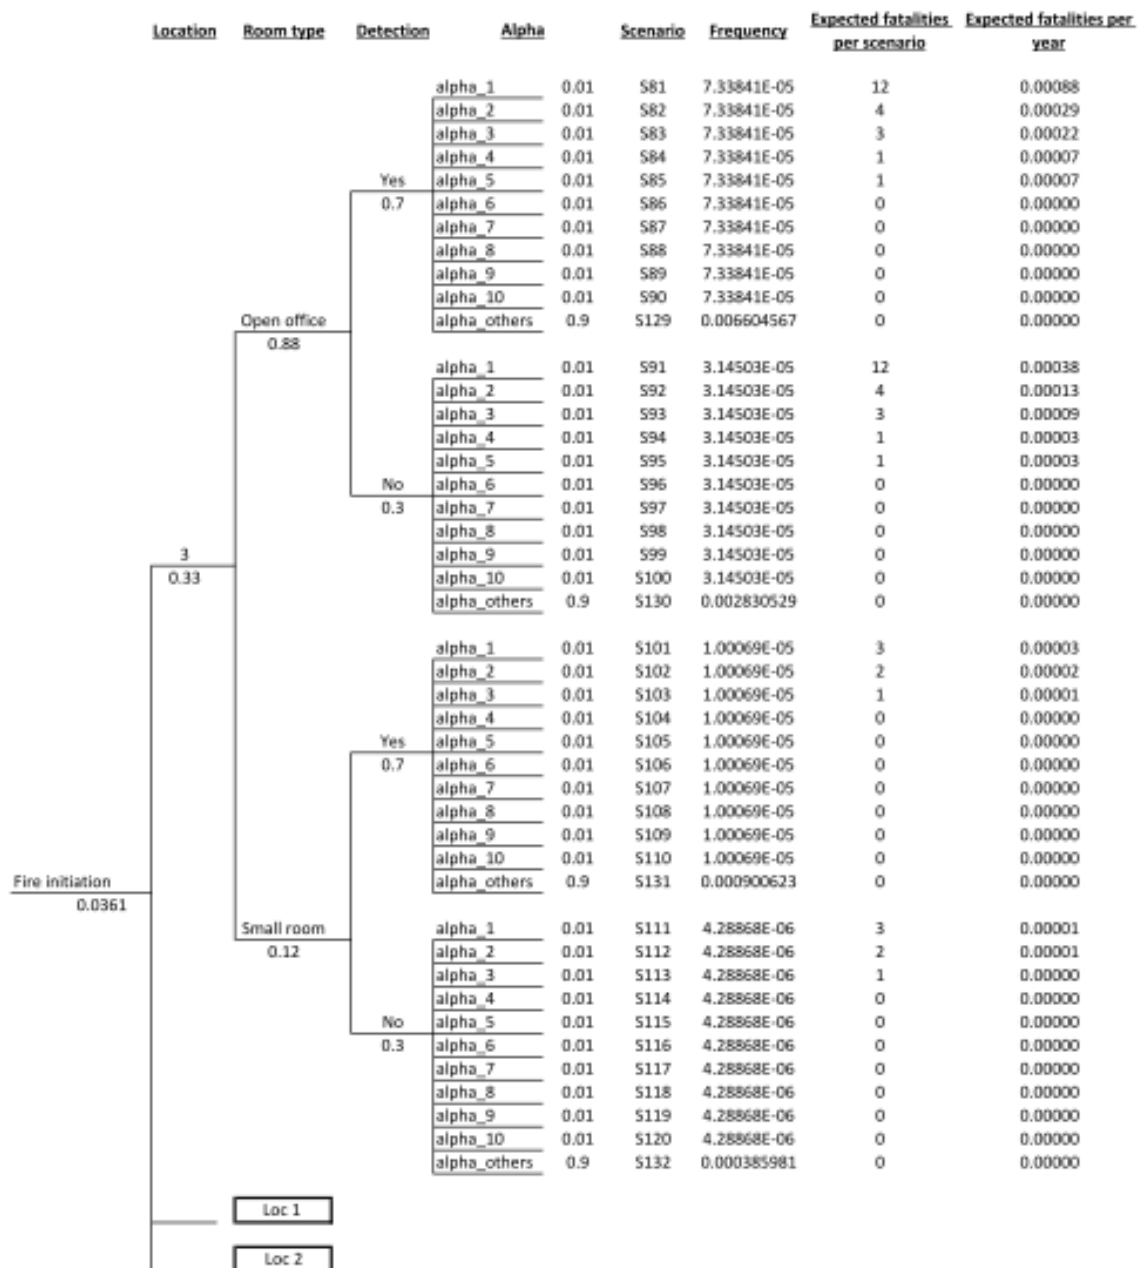 Location Room type Detection Alpha Scenario Frequency Expected fatalities per scenario Expected fatalities per year
alpha_1 0.01 S81 7.33841E-05 12 0.00088
alpha_2 0.01 S82 7.33841E-05 4 0.00029
alpha_3 0.01 S83 7.33841E-05 3 0.00022
alpha_4 0.01 S84 7.33841E-05 1 0.00007
Yes alpha_5 0.01 S85 7.33841E-05 1 0.00007
0.7 alpha_6 0.01 S86 7.33841E-05 0 0.00000
alpha_7 0.01 S87 7.33841E-05 0 0.00000
alpha_8 0.01 S88 7.33841E-05 0 0.00000
alpha_9 0.01 S89 7.33841E-05 0 0.00000
alpha_10 0.01 S90 7.33841E-05 0 0.00000
Open office alpha_others 0.9 S129 0.006604567 0 0.00000
0.88
alpha_1 0.01 S91 3.14503E-05 12 0.00038
alpha_2 0.01 S92 3.14503E-05 4 0.00013
alpha_3 0.01 S93 3.14503E-05 3 0.00009
alpha_4 0.01 S94 3.14503E-05 1 0.00003
alpha_5 0.01 S95 3.14503E-05 1 0.00003
No alpha_6 0.01 S96 3.14503E-05 0 0.00000
0.3 alpha_7 0.01 S97 3.14503E-05 0 0.00000
alpha_8 0.01 S98 3.14503E-05 0 0.00000
3 alpha_9 0.01 S99 3.14503E-05 0 0.00000
0.33 alpha_10 0.01 S100 3.14503E-05 0 0.00000
alpha_others 0.9 S130 0.002830529 0 0.00000
alpha_1 0.01 S101 1.00069E-05 3 0.00003
alpha_2 0.01 S102 1.00069E-05 2 0.00002
alpha_3 0.01 S103 1.00069E-05 1 0.00001
alpha_4 0.01 S104 1.00069E-05 0 0.00000
Yes alpha_5 0.01 S105 1.00069E-05 0 0.00000
0.7 alpha_6 0.01 S106 1.00069E-05 0 0.00000
alpha_7 0.01 S107 1.00069E-05 0 0.00000
alpha_8 0.01 S108 1.00069E-05 0 0.00000
alpha_9 0.01 S109 1.00069E-05 0 0.00000
alpha_10 0.01 S110 1.00069E-05 0 0.00000
Fire initiation alpha_others 0.9 S131 0.000900623 0 0.00000
0.0361
Small room alpha_1 0.01 S111 4.28868E-06 3 0.00001
0.12 alpha_2 0.01 S112 4.28868E-06 2 0.00001
alpha_3 0.01 S113 4.28868E-06 1 0.00000
alpha_4 0.01 S114 4.28868E-06 0 0.00000
No alpha_5 0.01 S115 4.28868E-06 0 0.00000
0.3 alpha_6 0.01 S116 4.28868E-06 0 0.00000
alpha_7 0.01 S117 4.28868E-06 0 0.00000
alpha_8 0.01 S118 4.28868E-06 0 0.00000
alpha_9 0.01 S119 4.28868E-06 0 0.00000
alpha_10 0.01 S120 4.28868E-06 0 0.00000
alpha_others 0.9 S132 0.000385981 0 0.00000
Loc 1
Loc 2